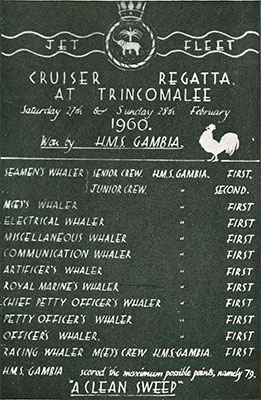 JET FLEET
CRUISER REGATTA.
AT TRINCOMALEE
Saturday 27th & Sunday 28th February
1960.
Won by H.M.S. GAMBIA.
SEAMEN'S WHALER SENIOR CREW. H.M.S. GAMBIA. FIRST.
JUNIOR CREW. " SECOND.
M(E)'S WHALER " FIRST
ELECTRICAL WHALER " FIRST
MISCELLANEOUS WHALER " FIRST
COMMUNICATION WHALER " FIRST
ARTIFICER'S WHALER " FIRST
ROYAL MARINE'S WHALER " FIRST
CHIEF PETTY OFFICER'S WHALER " FIRST
PETTY OFFICER'S WHALER " FIRST
OFFICER'S WHALER. " FIRST
RACING WHALER M(E)'S CREW H.M.S. GAMBIA. FIRST
H.M.S. GAMBIA scored the maximum possible points, namely 79.
"A CLEAN SWEEP"